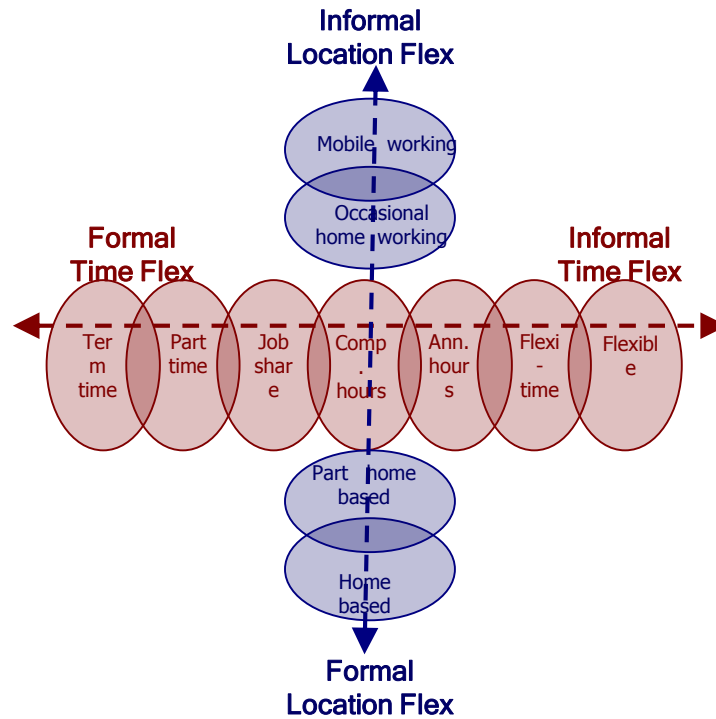 Informal
Location Flex
Mobile working
Occasional
home working
Formal
Time Flex
Informal
Time Flex
Ter
m
time
Part
time
Job
shar
e
Comp
.
hours
Ann.
hour
s
Flexi
-
time
Flexibl
e
Part home
based
Home
based
Formal
Location Flex